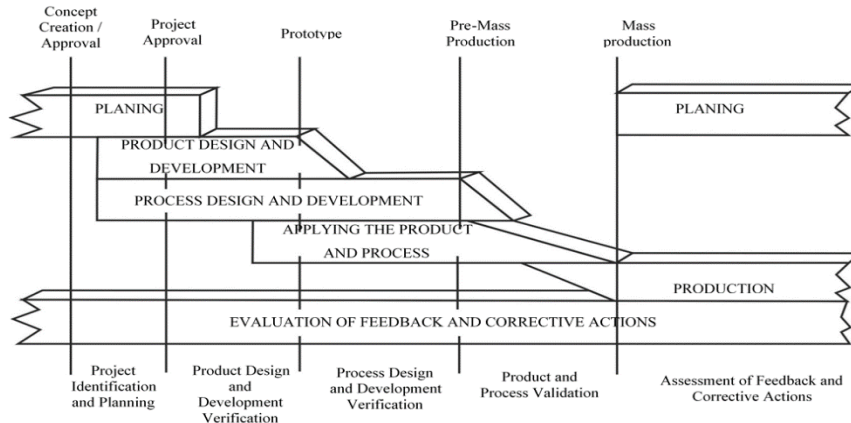 Concept
Creation /
Approval
Project
Approval
Prototype
Pre-Mass
Production
Mass
production
PLANING
PLANING
PRODUCT DESIGN AND
DEVELOPMENT
PROCESS DESIGN AND DEVELOPMENT
APPLYING THE PRODUCT
AND PROCESS
PRODUCTION
EVALUATION OF FEEDBACK AND CORRECTIVE ACTIONS
Project
Identification
and Planning
Product Design
and
Development
Verification
Process Design
and Development
Verification
Product and
Process Validation
Assessment of Feedback and
Corrective Actions